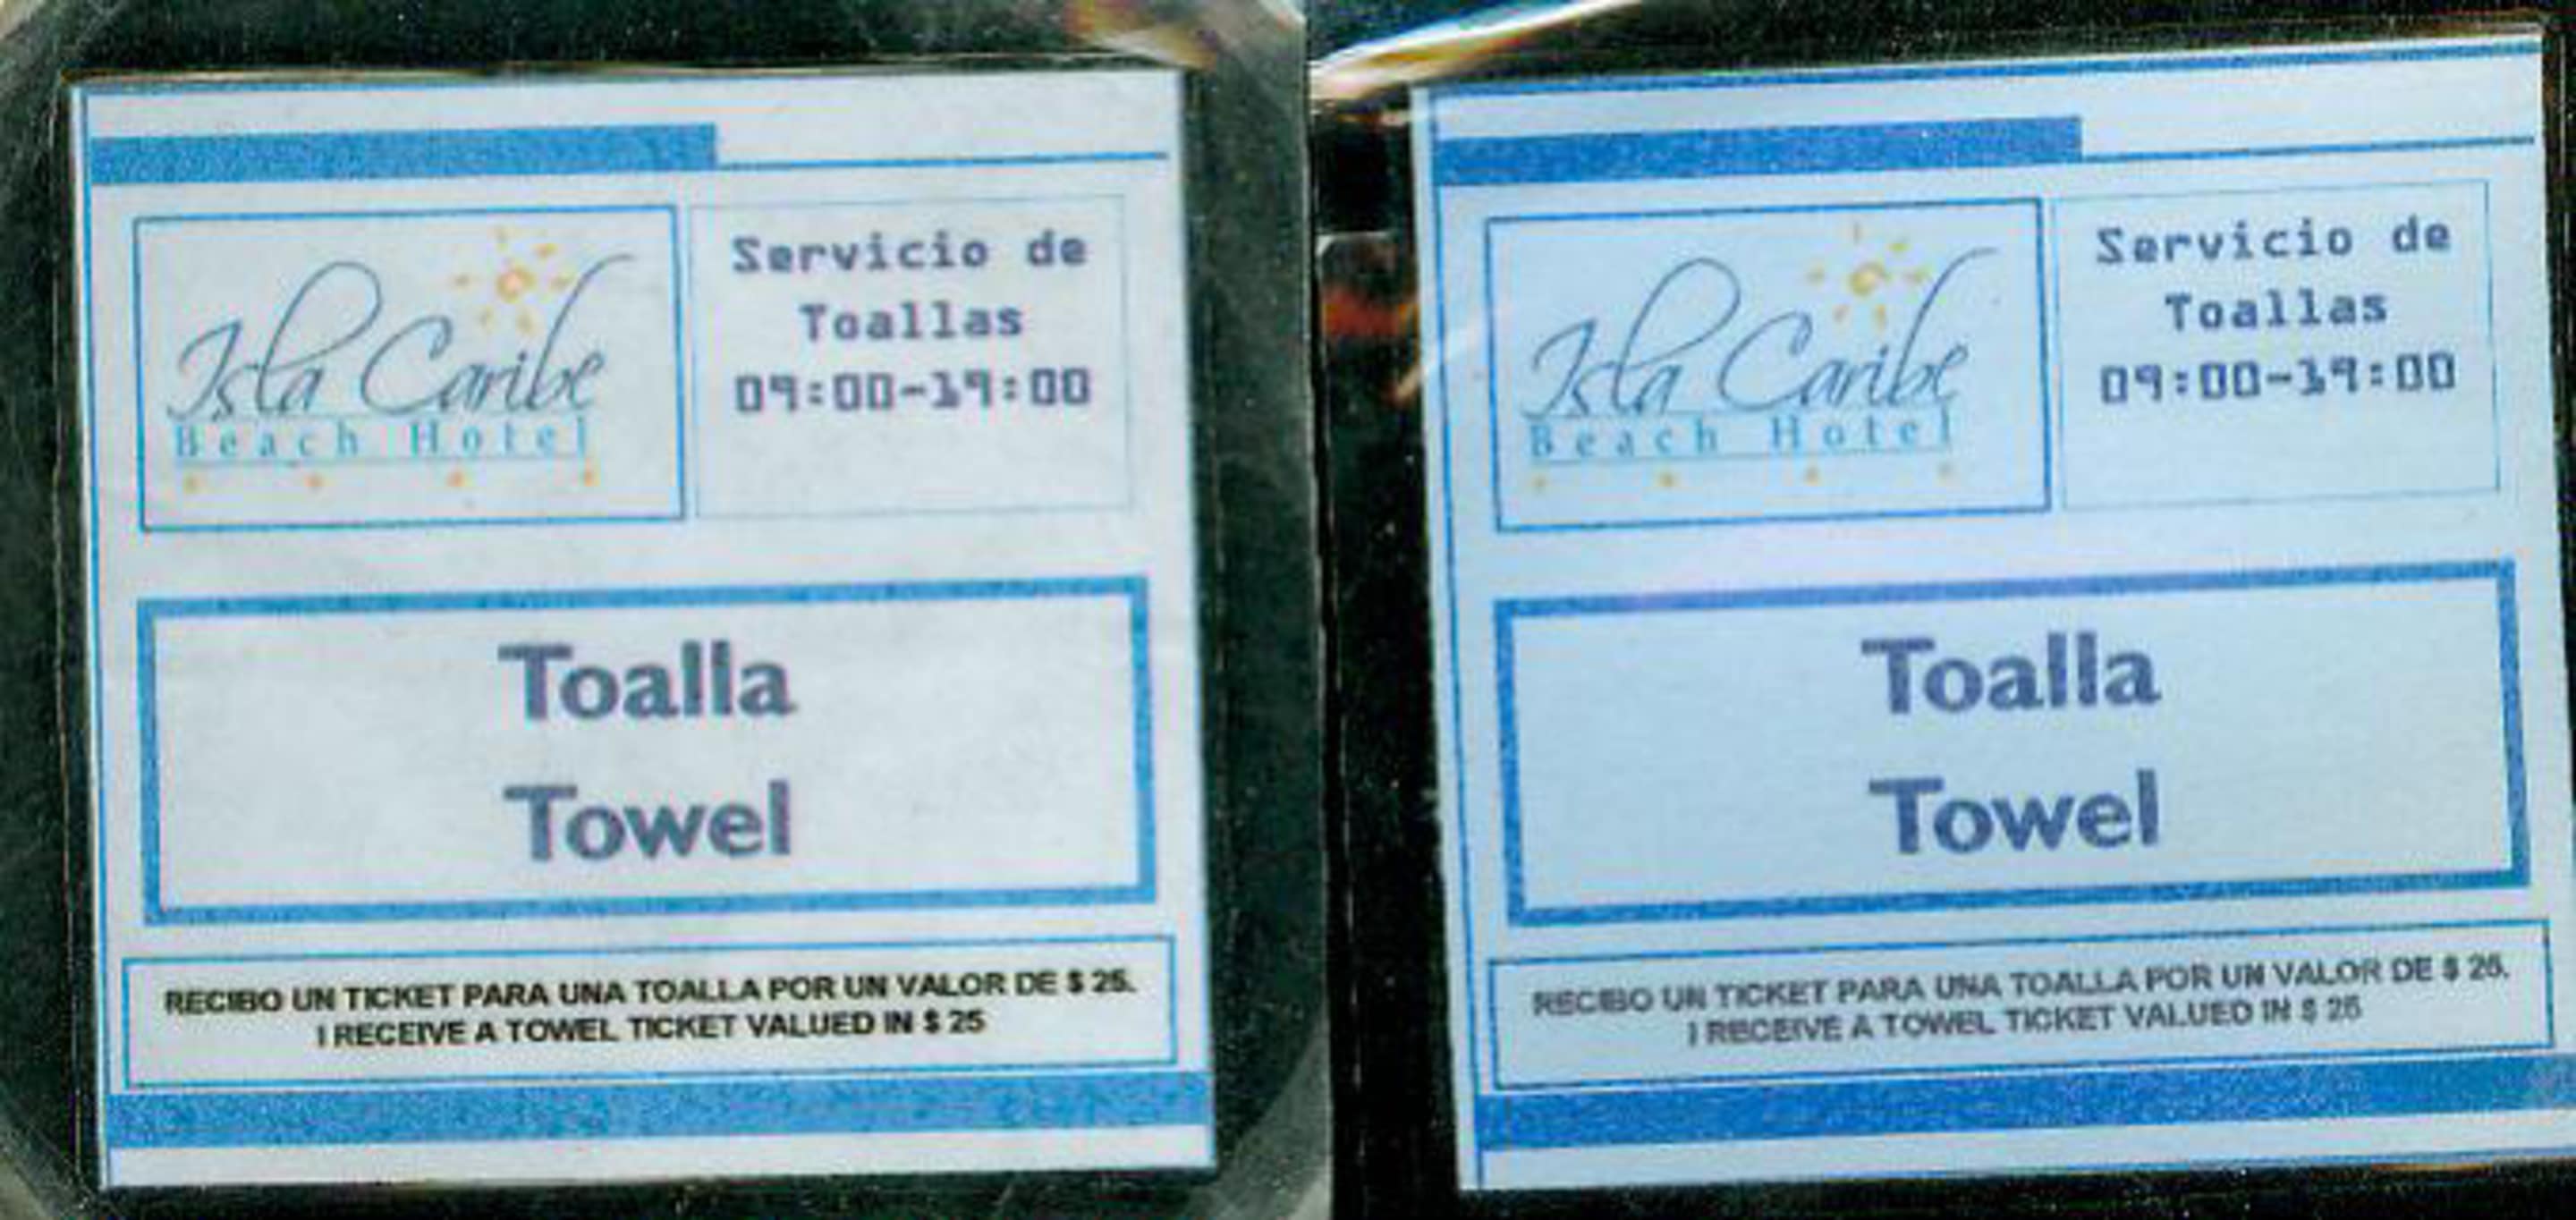 Isla Caribe
Beach Hotel
Servicio de
Toallas
09:00-19:00
Toalla
Towel
RECIBO UN TICKET PARA UNA TOALLA POR UN VALOR DE $ 25.
I RECEIVE A TOWEL TICKET VALUED IN $ 25
Isla Caribe
Beach Hotel
Servicio de
Toallas
09:00-19:00
Toalla
Towel
RECIBO UN TICKET PARA UNA TOALLA POR UN VALOR DE $ 25.
I RECEIVE A TOWEL TICKET VALUED IN $ 25